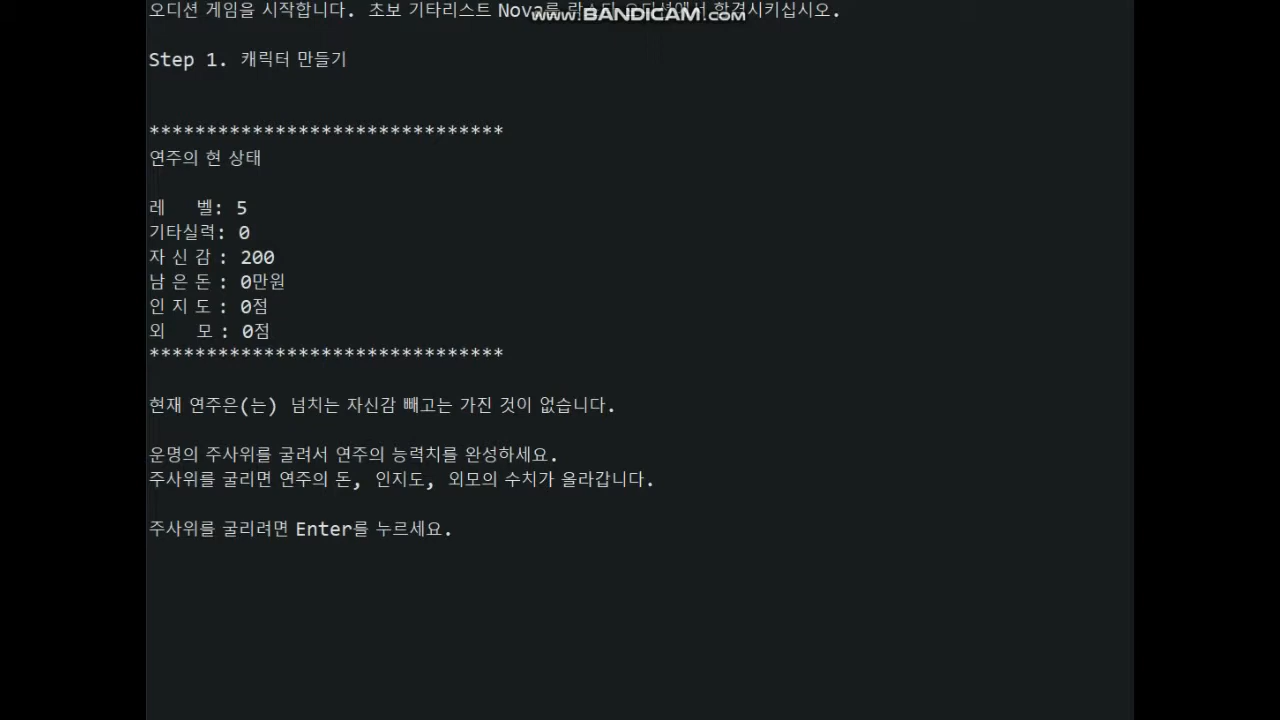 오디션 게임을 시작합니다. 초보 기타리스트 Nova를 오디션에서 합격시키십시오.
www.BANDICAM.com
Step 1. 캐릭터 만들기
*******************************
연주의 현 상태
레 벨: 5
기타실력: 0
자 신 감 : 200
남 은 돈 : 0만원
인 지 도 : 0점
외 모 : 0점
*******************************
현재 연주은(는) 넘치는 자신감 빼고는 가진 것이 없습니다.
운명의 주사위를 굴려서 연주의 능력치를 완성하세요.
주사위를 굴리면 연주의 돈, 인지도, 외모의 수치가 올라갑니다.
주사위를 굴리려면 Enter를 누르세요.